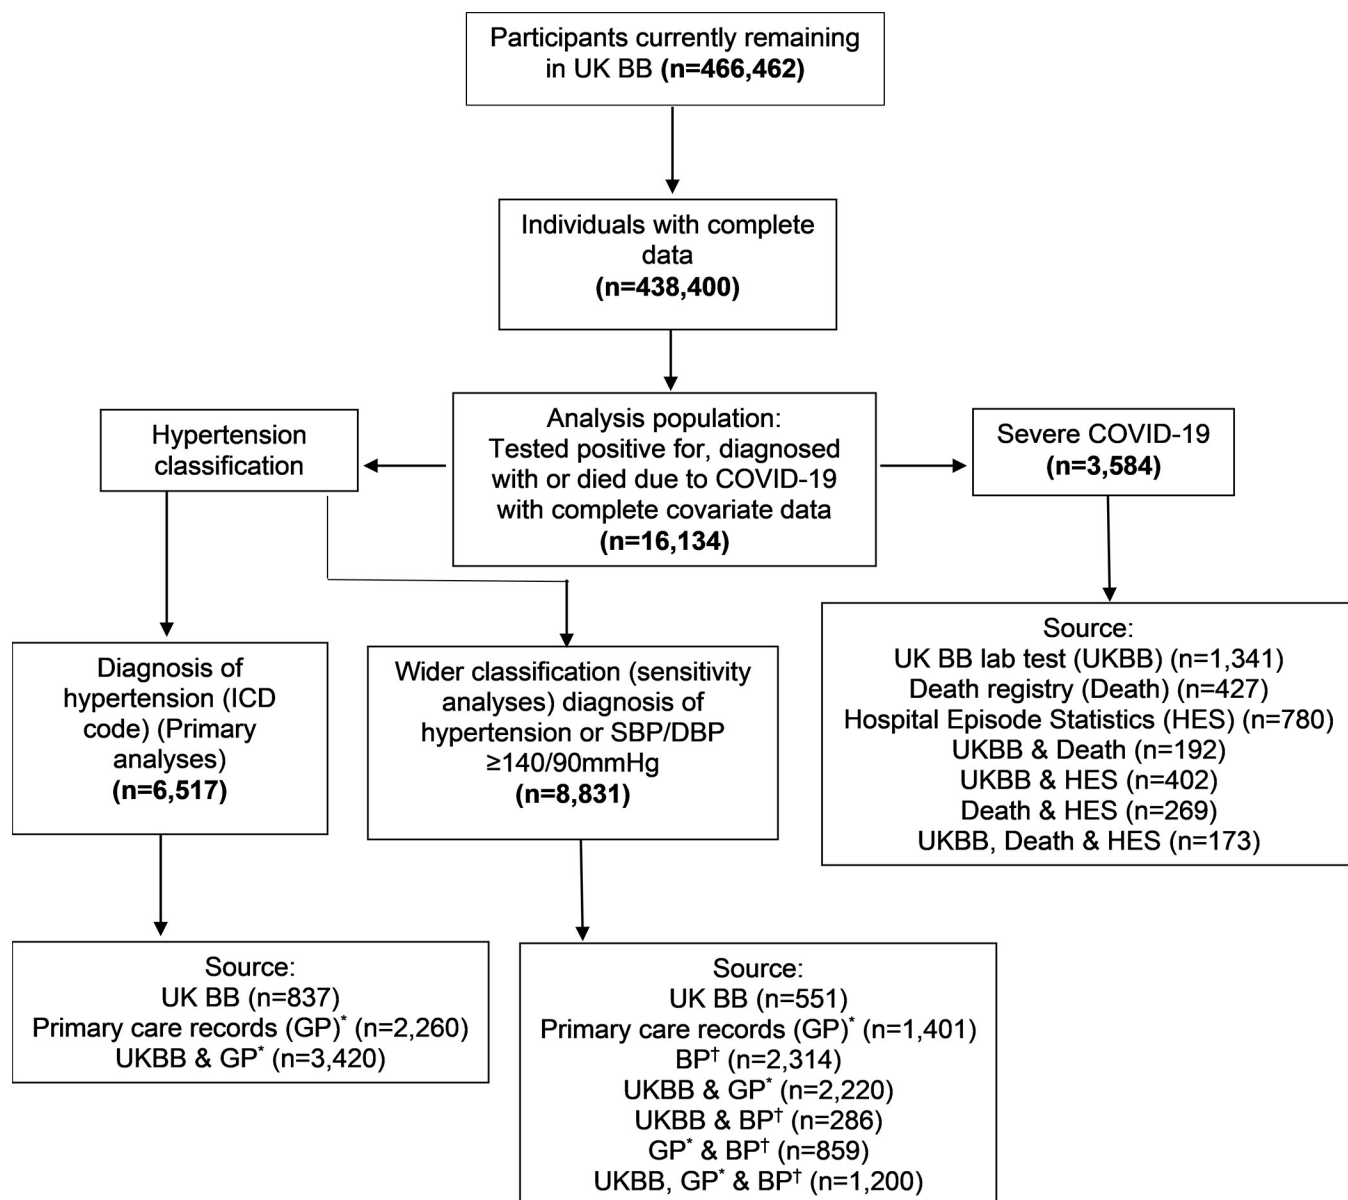 Participants currently remaining
in UK BB (n=466,462)
Individuals with complete
data
(n=438,400)
Analysis population:
Tested positive for, diagnosed
with or died due to COVID-19
with complete covariate data
(n=16,134)
Hypertension
classification
Severe COVID-19
(n=3,584)
Diagnosis of
hypertension (ICD
code) (Primary
analyses)
(n=6,517)
Wider classification (sensitivity
analyses) diagnosis of
hypertension or SBP/DBP
≥140/90mmHg
(n=8,831)
Source:
UK BB lab test (UKBB) (n=1,341)
Death registry (Death) (n=427)
Hospital Episode Statistics (HES) (n=780)
UKBB & Death (n=192)
UKBB & HES (n=402)
Death & HES (n=269)
UKBB, Death & HES (n=173)
Source:
UK BB (n=837)
Primary care records (GP)* (n=2,260)
UKBB & GP* (n=3,420)
Source:
UK BB (n=551)
Primary care records (GP)* (n=1,401)
BP† (n=2,314)
UKBB & GP* (n=2,220)
UKBB & BP† (n=286)
GP* & BP† (n=859)
UKBB, GP* & BP† (n=1,200)